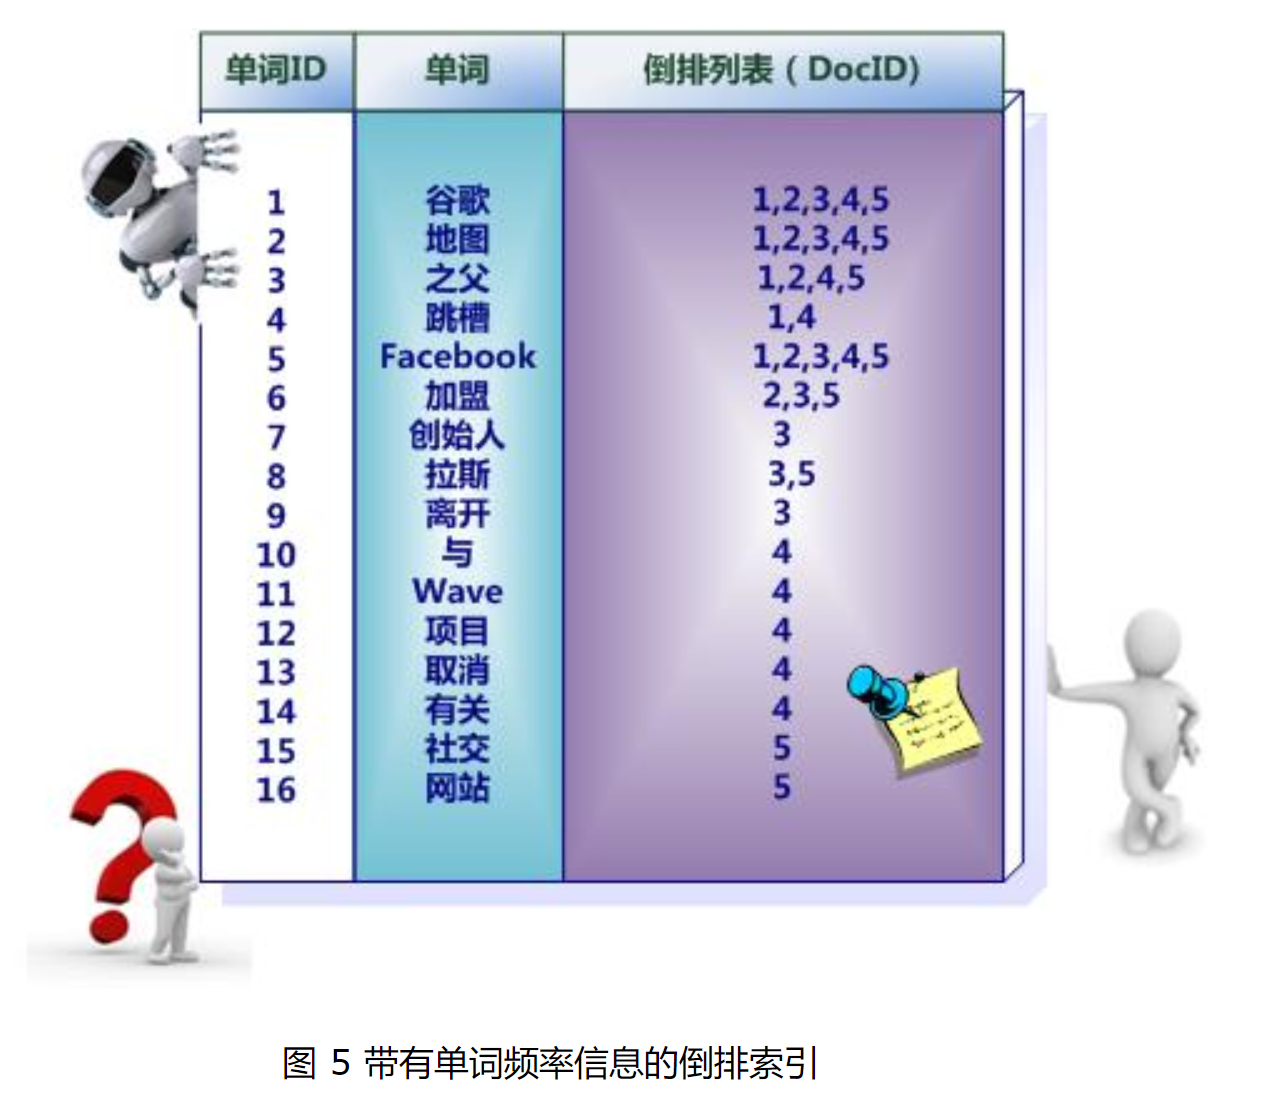 单词ID 单词 倒排列表（DocID）
1 谷歌 1,2,3,4,5
2 地图 1,2,3,4,5
3 之父 1,2,4,5
4 跳槽 1,4
5 Facebook 1,2,3,4,5
6 加盟 2,3,5
7 创始人 3
8 拉斯 3,5
9 离开 3
10 与 4
11 Wave 4
12 项目 4
13 取消 4
14 有关 4
15 社交 5
16 网站 5
图 5 带有单词频率信息的倒排索引